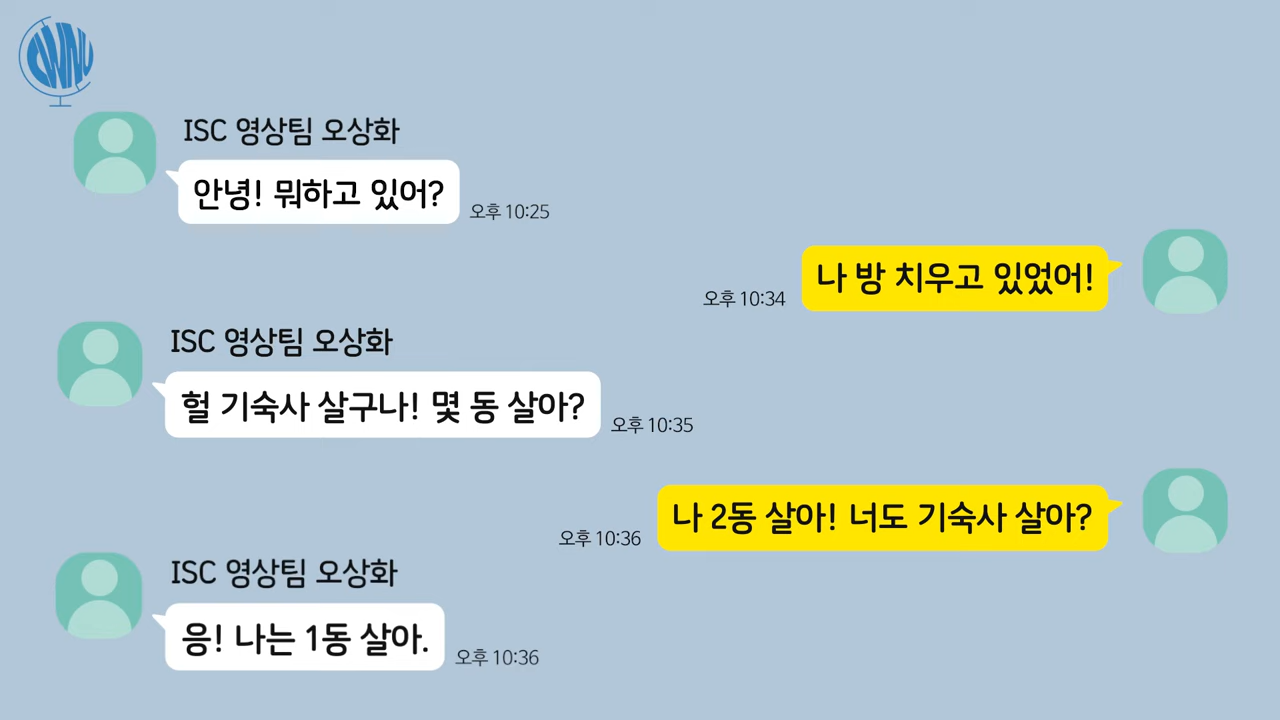 OWNU
ISC 영상팀 오상화
안녕! 뭐하고 있어?
오후 10:25
나 방 치우고 있었어!
오후 10:34
ISC 영상팀 오상화
헐 기숙사 살구나! 몇 동 살아?
오후 10:35
나 2동 살아! 너도 기숙사 살아?
오후 10:36
ISC 영상팀 오상화
응! 나는 1동 살아.
오후 10:36